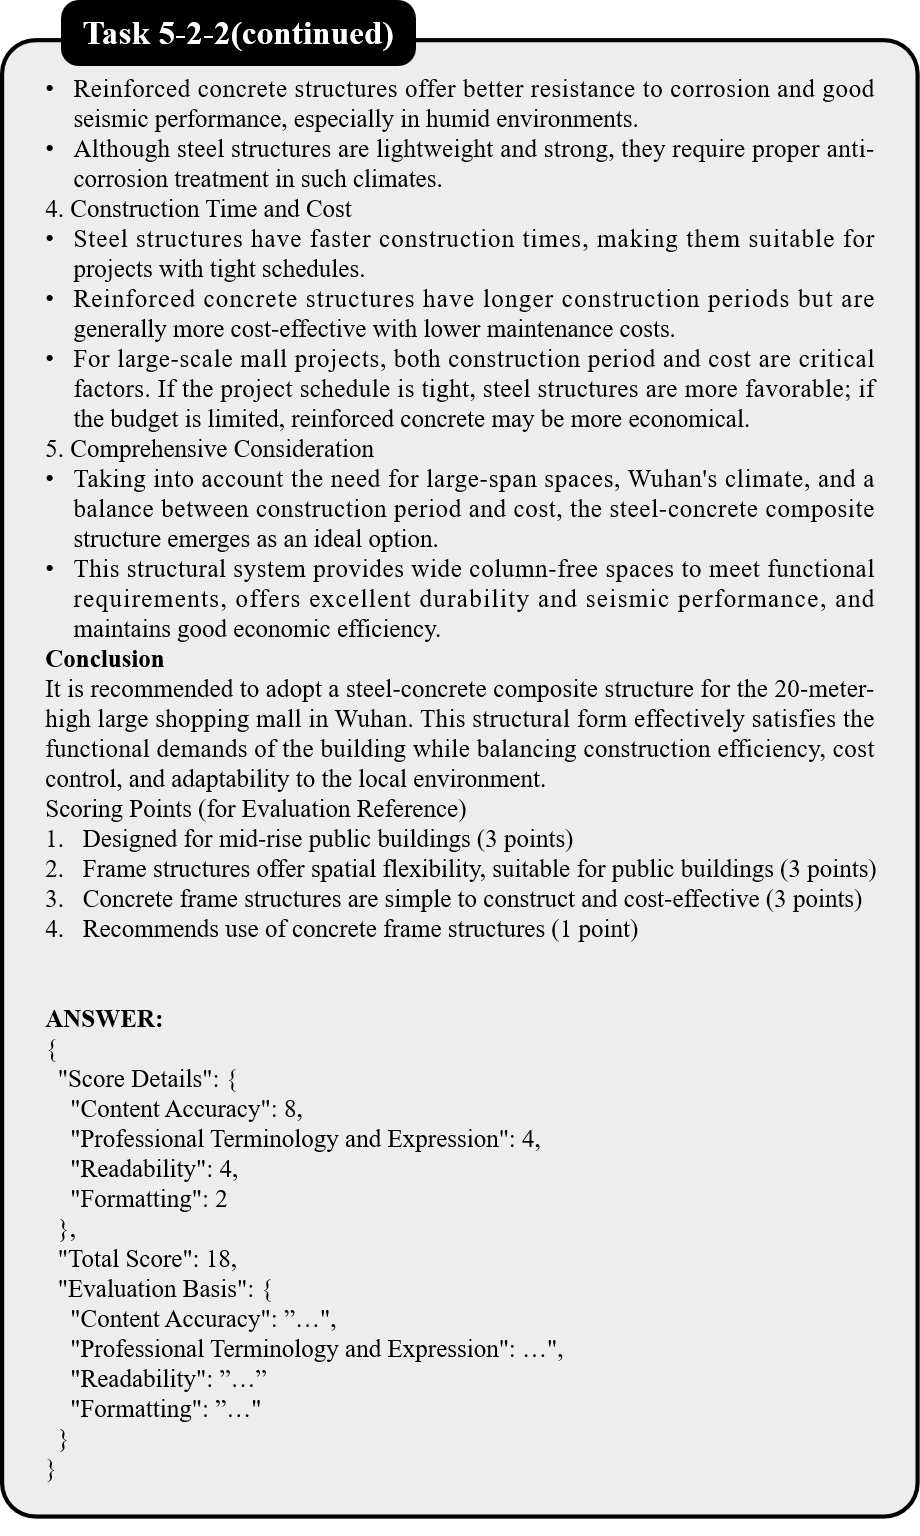 Task 5-2-2(continued)
• Reinforced concrete structures offer better resistance to corrosion and good
seismic performance, especially in humid environments.
• Although steel structures are lightweight and strong, they require proper anti-
corrosion treatment in such climates.
4. Construction Time and Cost
• Steel structures have faster construction times, making them suitable for
projects with tight schedules.
• Reinforced concrete structures have longer construction periods but are
generally more cost-effective with lower maintenance costs.
• For large-scale mall projects, both construction period and cost are critical
factors. If the project schedule is tight, steel structures are more favorable; if
the budget is limited, reinforced concrete may be more economical.
5. Comprehensive Consideration
• Taking into account the need for large-span spaces, Wuhan's climate, and a
balance between construction period and cost, the steel-concrete composite
structure emerges as an ideal option.
• This structural system provides wide column-free spaces to meet functional
requirements, offers excellent durability and seismic performance, and
maintains good economic efficiency.
Conclusion
It is recommended to adopt a steel-concrete composite structure for the 20-meter-
high large shopping mall in Wuhan. This structural form effectively satisfies the
functional demands of the building while balancing construction efficiency, cost
control, and adaptability to the local environment.
Scoring Points (for Evaluation Reference)
1. Designed for mid-rise public buildings (3 points)
2. Frame structures offer spatial flexibility, suitable for public buildings (3 points)
3. Concrete frame structures are simple to construct and cost-effective (3 points)
4. Recommends use of concrete frame structures (1 point)
ANSWER:
{
"Score Details": {
"Content Accuracy": 8,
"Professional Terminology and Expression": 4,
"Readability": 4,
"Formatting": 2
},
"Total Score": 18,
"Evaluation Basis": {
"Content Accuracy": ”…",
"Professional Terminology and Expression": …",
"Readability": ”…”
"Formatting": ”…"
}
}